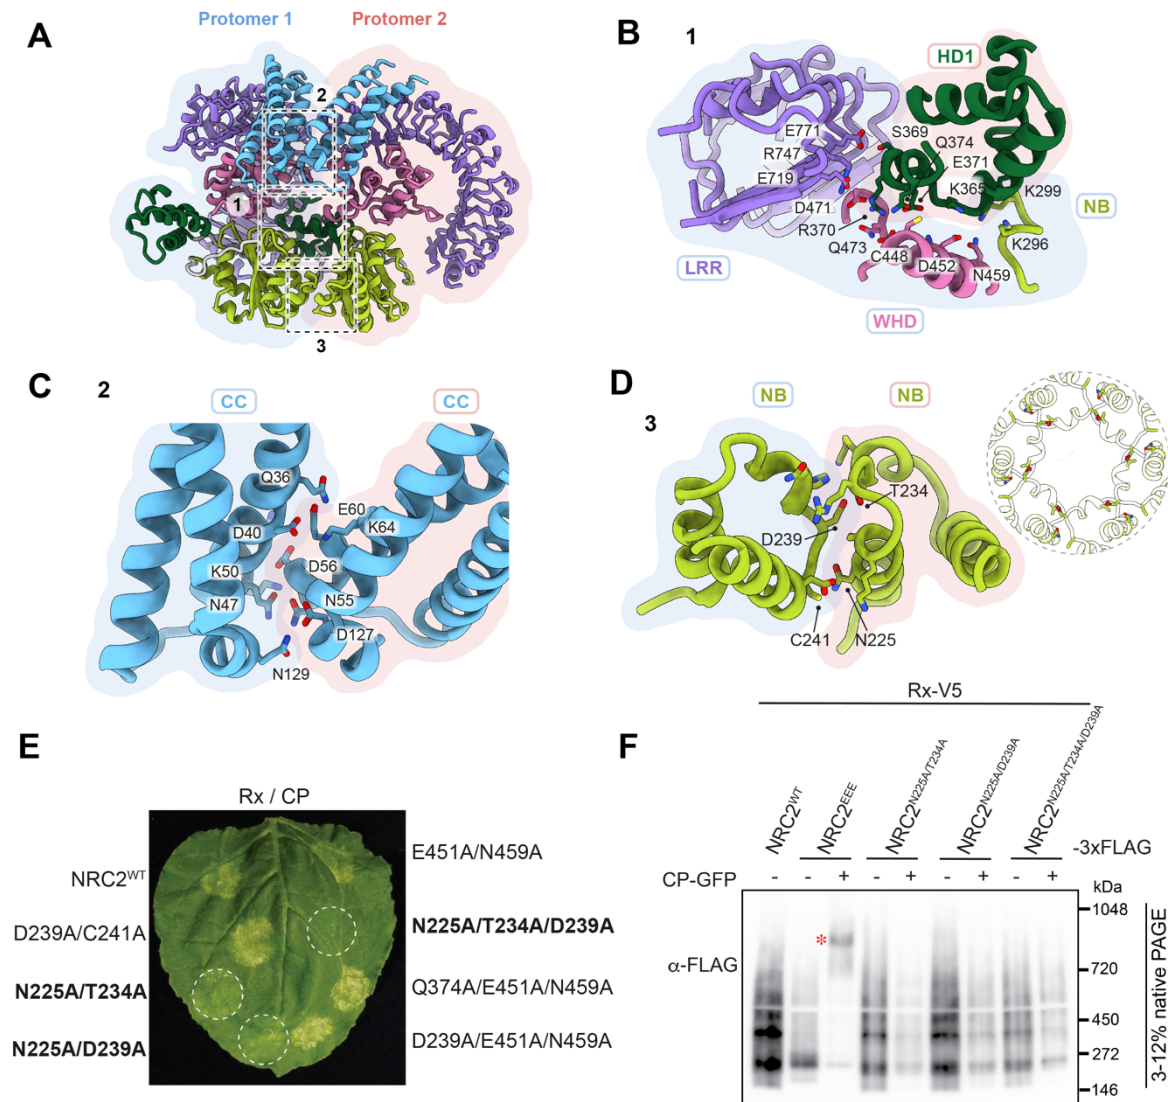 A
Protomer 1
Protomer 2
2
1
3
B
1
HD1
E771
S369
R747
Q374
E719
E371
K365
K299
D471
NB
R370
K296
Q473
C448
D452
N459
LRR
WHD
C
2
CC
CC
Q36
E60
K64
D40
D56
K50
N55
N47
D127
N129
D
3
NB
NB
T234
D239
C241
N225
E
Rx / CP
NRC2WT
D239A/C241A
N225A/T234A
N225A/D239A
E451A/N459A
N225A/T234A/D239A
Q374A/E451A/N459A
D239A/E451A/N459A
F
Rx-V5
NRC2WT
NRC2EEE
NRC2N225A/T234A
NRC2N225A/D239A
NRC2N225A/T234A/D239A
-3xFLAG
CP-GFP - - + - + - + - +
kDa
1048
*
α-FLAG
720
450
272
146
3-12% native PAGE